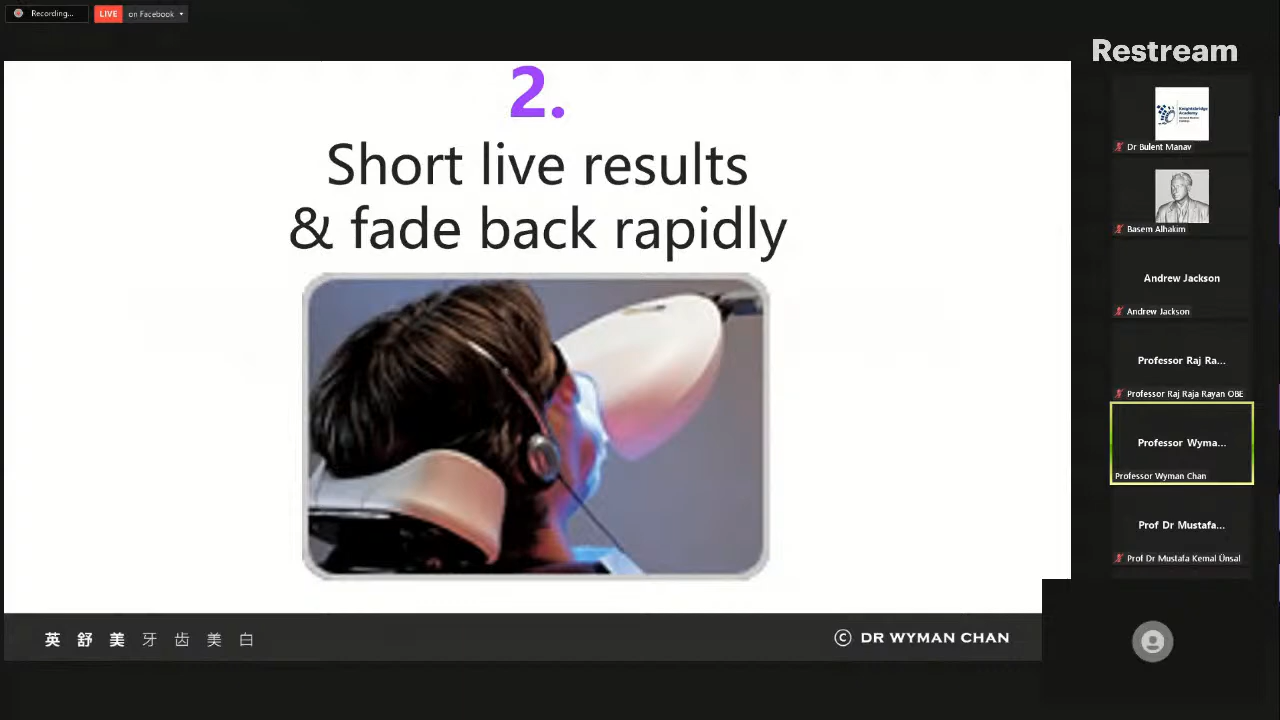 Recording...
LIVE on Facebook
Restream
2.
Short live results
& fade back rapidly
英舒美牙齿美白
© DR WYMAN CHAN
Knightsbridge
Academy
Dr Bulent Manav
Basem Alhakim
Andrew Jackson
Andrew Jackson
Professor Raj Ra...
Professor Raj Raja Rayan OBE
Professor Wyma...
Professor Wyman Chan
Prof Dr Mustafa...
Prof Dr Mustafa Kemal Ünsal